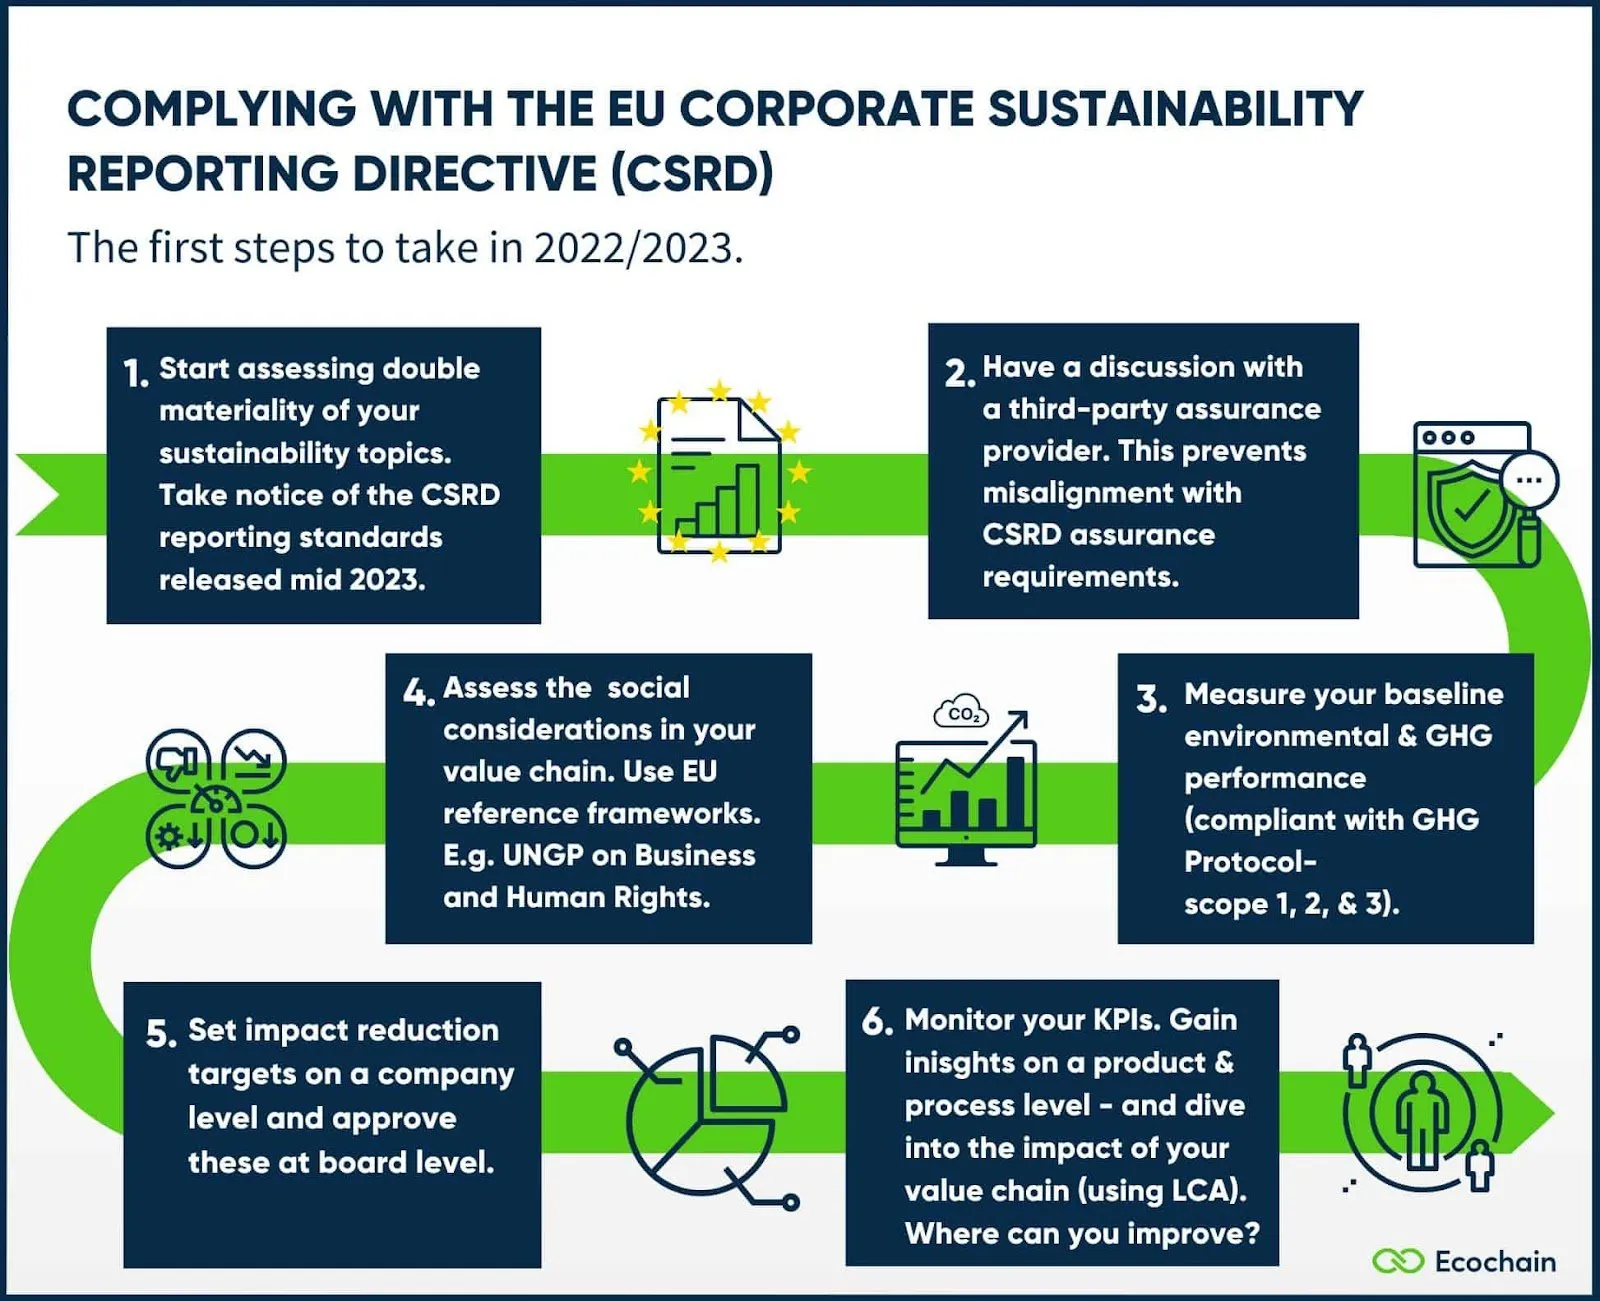 COMPLYING WITH THE EU CORPORATE SUSTAINABILITY
REPORTING DIRECTIVE (CSRD)
The first steps to take in 2022/2023.
1. Start assessing double
materiality of your
sustainability topics.
Take notice of the CSRD
reporting standards
released mid 2023.
2. Have a discussion with
a third-party assurance
provider. This prevents
misalignment with
CSRD assurance
requirements.
3. Measure your baseline
environmental & GHG
performance
(compliant with GHG
Protocol-
scope 1, 2, & 3).
CO₂
4. Assess the social
considerations in your
value chain. Use EU
reference frameworks.
E.g. UNGP on Business
and Human Rights.
5. Set impact reduction
targets on a company
level and approve
these at board level.
6. Monitor your KPIs. Gain
inisghts on a product &
process level - and dive
into the impact of your
value chain (using LCA).
Where can you improve?
Ecochain